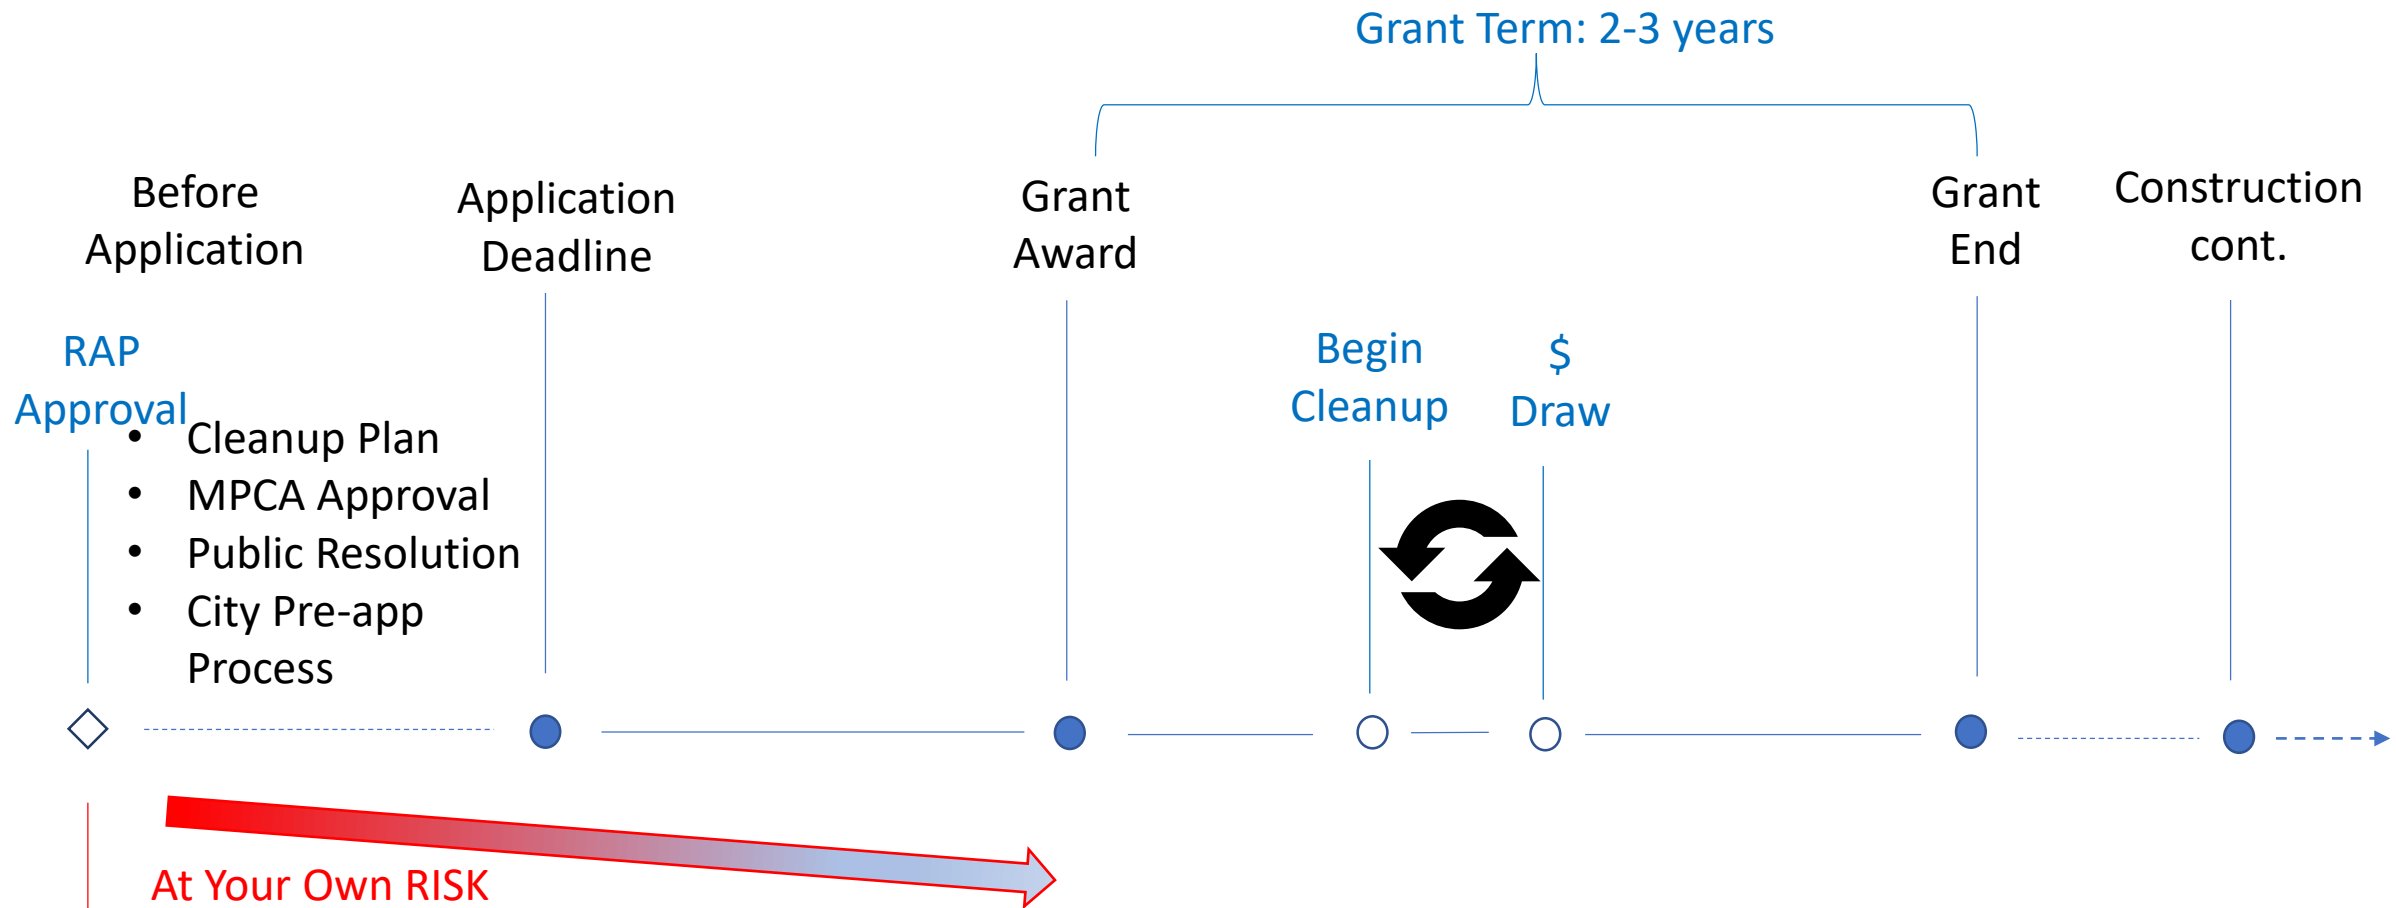 Grant Term: 2-3 years
Before
Application
Application
Deadline
Grant
Award
Grant
End
Construction
cont.
RAP
Approval
• Cleanup Plan
• MPCA Approval
• Public Resolution
• City Pre-app
Process
Begin
Cleanup
$
Draw
At Your Own RISK